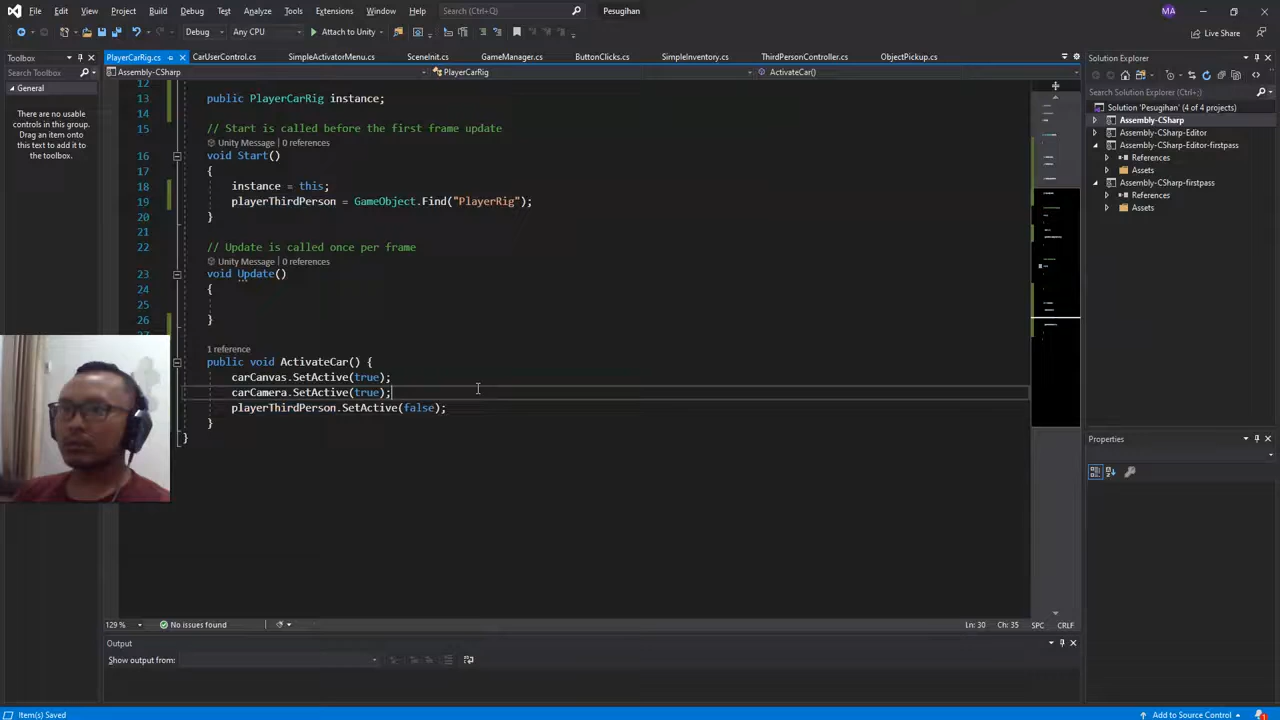 File Edit View Project Build Debug Test Analyze Tools Extensions Window Help Search (Ctrl+Q) Pesugihan MA
Debug Any CPU Attach to Unity Live Share
Toolbox
Search Toolbox
General
There are no usable
controls in this group.
Drag an item onto
this text to add it to
the toolbox.
PlayerCarRig.cs CarUserControl.cs SimpleActivatorMenu.cs SceneInit.cs GameManager.cs ButtonClicks.cs SimpleInventory.cs ThirdPersonController.cs ObjectPickup.cs
Assembly-CSharp PlayerCarRig ActivateCar()
12
13 public PlayerCarRig instance;
14
15 // Start is called before the first frame update
Unity Message | 0 references
16 void Start()
17 {
18 instance = this;
19 playerThirdPerson = GameObject.Find("PlayerRig");
20 }
21
22 // Update is called once per frame
Unity Message | 0 references
23 void Update()
24 {
25
26 }
1 reference
public void ActivateCar() {
carCanvas.SetActive(true);
carCamera.SetActive(true);
playerThirdPerson.SetActive(false);
}
}
129 % No issues found Ln: 30 Ch: 35 SPC CRLF
Output
Show output from:
Solution Explorer
Search Solution Explorer (Ctrl+;)
Solution 'Pesugihan' (4 of 4 projects)
Assembly-CSharp
Assembly-CSharp-Editor
Assembly-CSharp-Editor-firstpass
References
Assets
Assembly-CSharp-firstpass
References
Assets
Properties
Item(s) Saved Add to Source Control